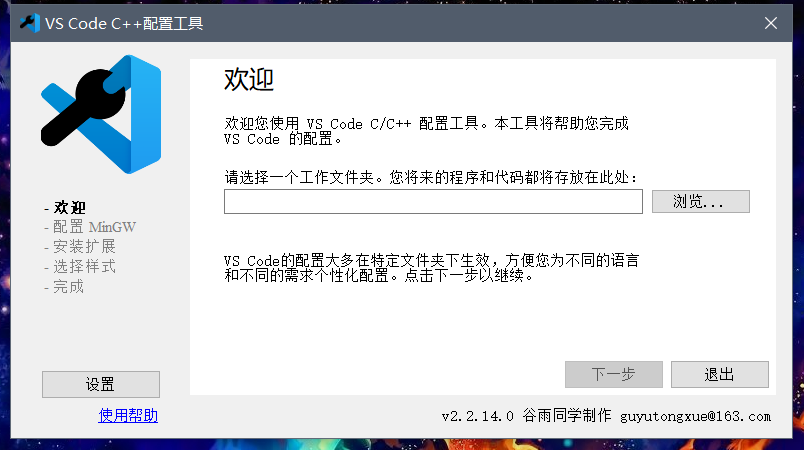 VS Code C++配置工具
欢迎
欢迎您使用 VS Code C/C++ 配置工具。本工具将帮助您完成
VS Code 的配置。
请选择一个工作文件夹。您将来的程序和代码都将存放在此处:
浏览...
- 欢迎
- 配置 MinGW
- 安装扩展
- 选择样式
- 完成
VS Code的配置大多在特定文件夹下生效，方便您为不同的语言
和不同的需求个性化配置。点击下一步以继续。
设置
下一步
退出
使用帮助
v2.2.14.0 谷雨同学制作 guyutongxue@163.com